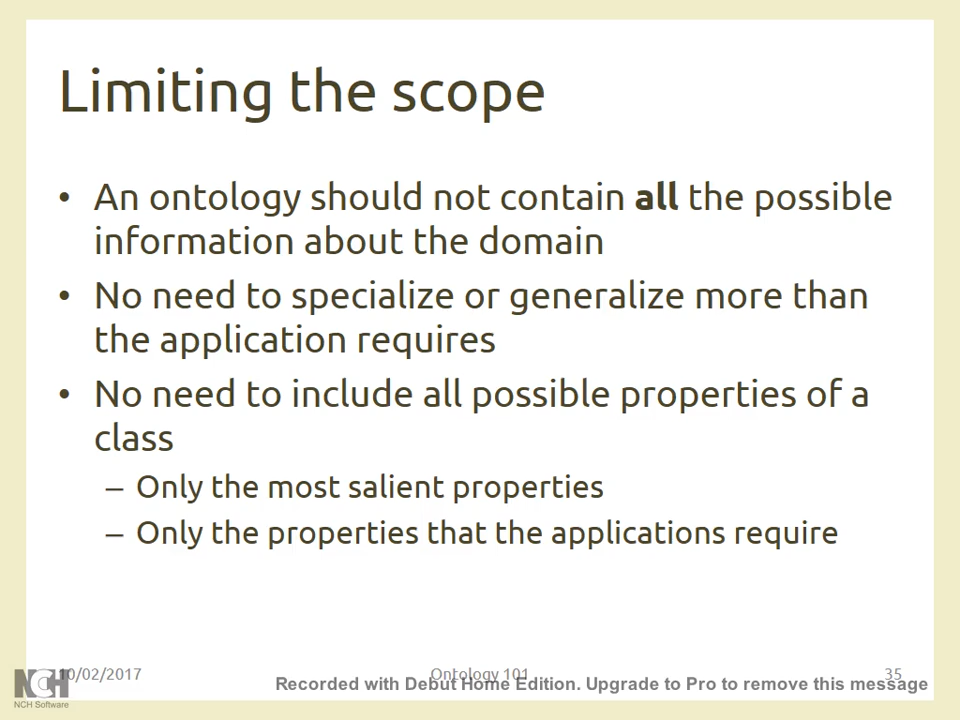 Limiting the scope
• An ontology should not contain all the possible
information about the domain
• No need to specialize or generalize more than
the application requires
• No need to include all possible properties of a
class
– Only the most salient properties
– Only the properties that the applications require
10/02/2017
Ontology 101
35
NCH
NCH Software
Recorded with Debut Home Edition. Upgrade to Pro to remove this message